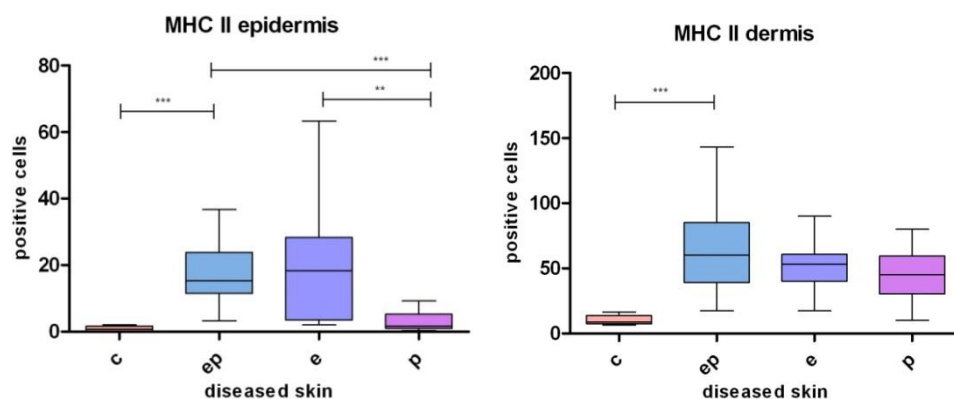 MHC II epidermis
80
60
40
20
0
positive cells
***
***
**
c
ep
e
p
diseased skin
MHC II dermis
200
150
100
50
0
positive cells
***
c
ep
e
p
diseased skin